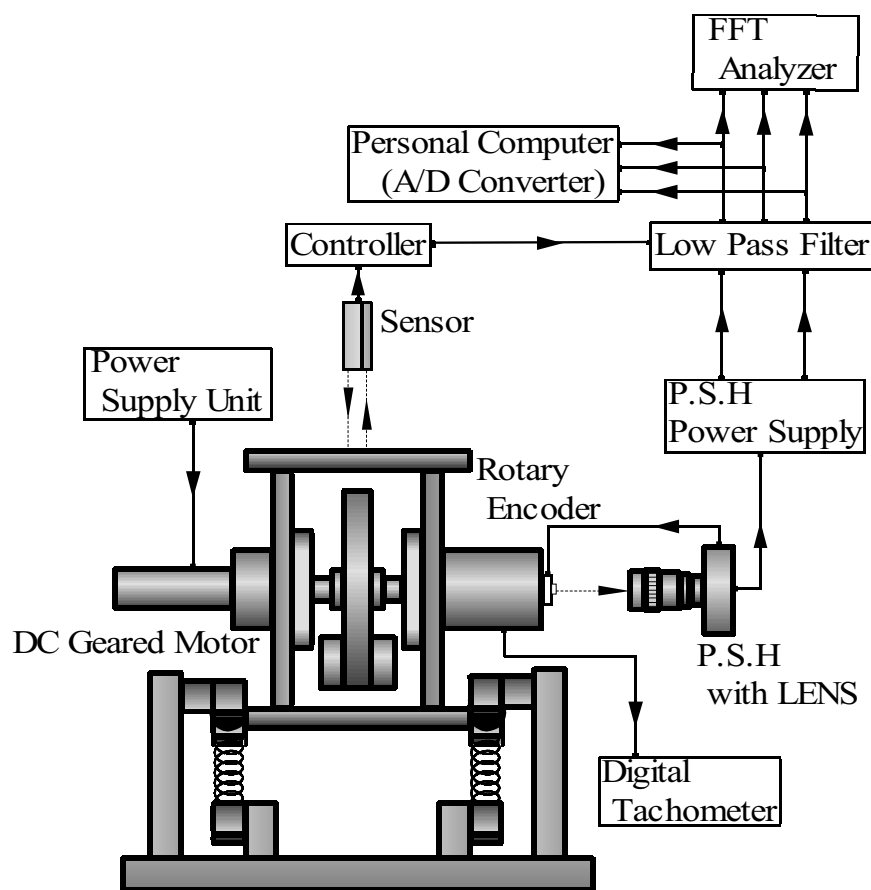 FFT
Analyzer
Personal Computer
(A/D Converter)
Controller
Low Pass Filter
Sensor
Power
Supply Unit
P.S.H
Power Supply
Rotary
Encoder
DC Geared Motor
P.S.H
with LENS
Digital
Tachometer